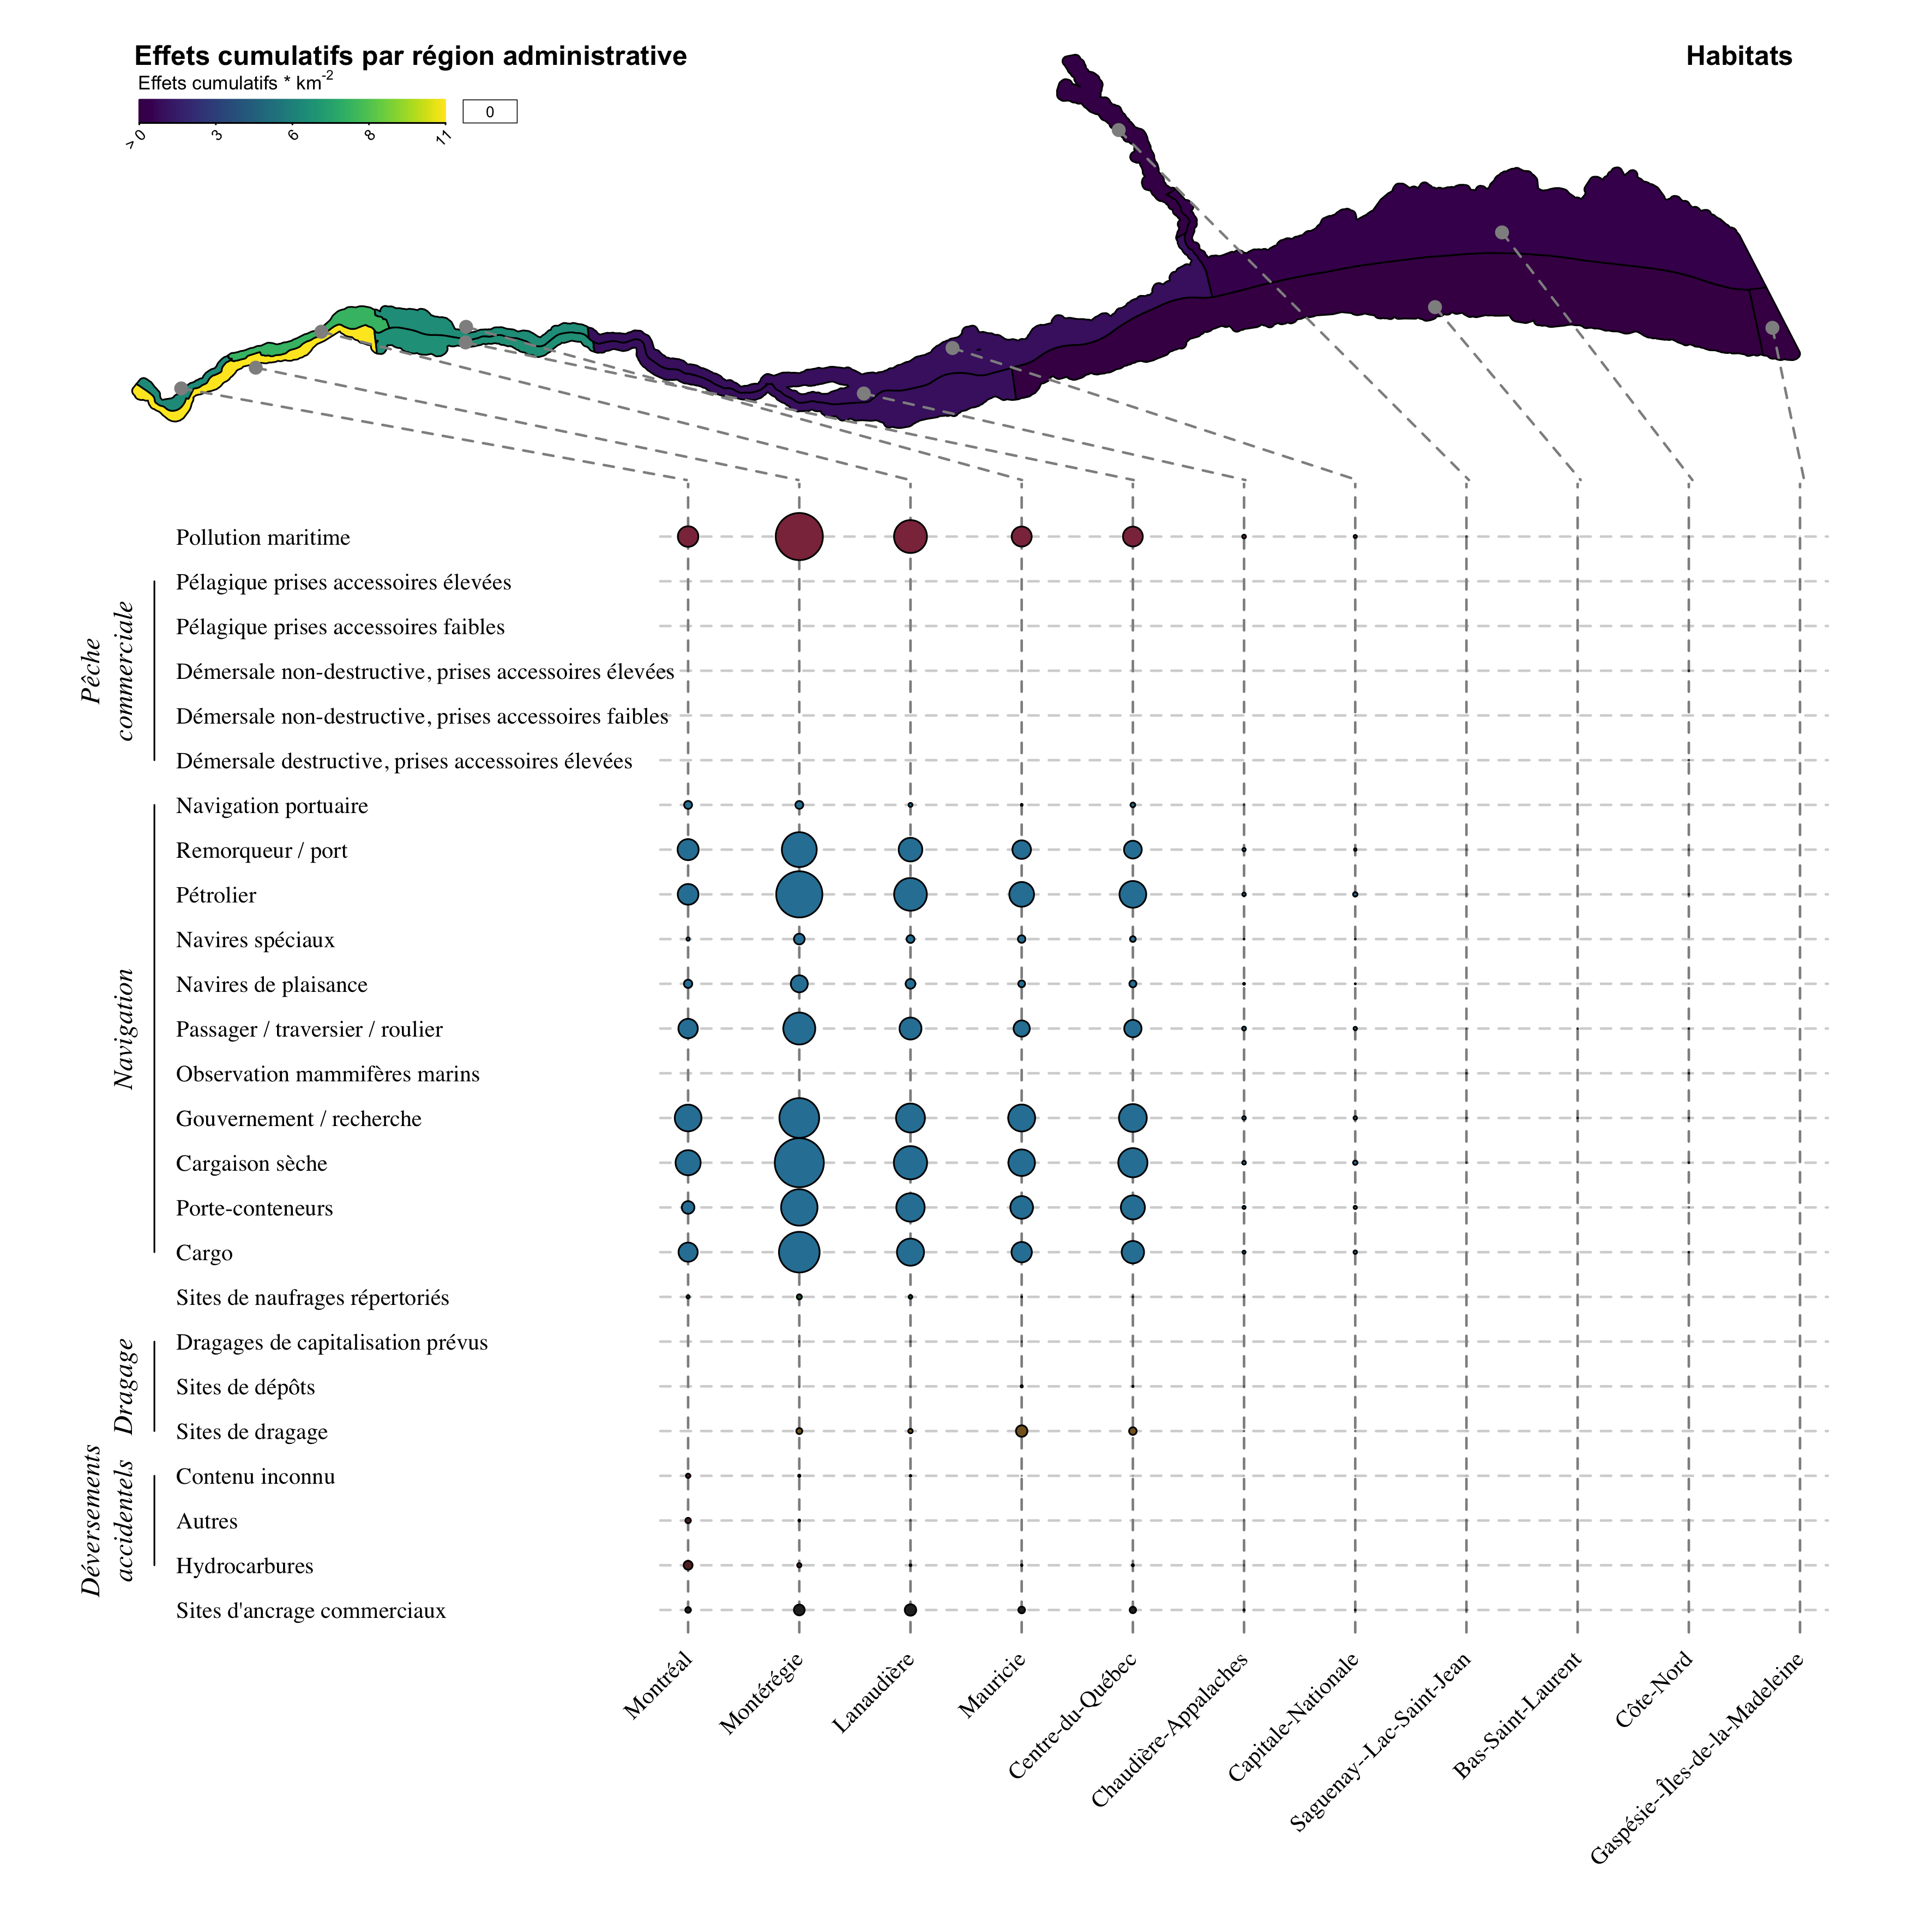 Effets cumulatifs par région administrative
Habitats
Effets cumulatifs * km-2
> 0
3
6
8
11
0
Pollution maritime
Pêche
commerciale
Pélagique prises accessoires élevées
Pélagique prises accessoires faibles
Démersale non-destructive, prises accessoires élevées
Démersale non-destructive, prises accessoires faibles
Démersale destructive, prises accessoires élevées
Navigation
Navigation portuaire
Remorqueur / port
Pétrolier
Navires spéciaux
Navires de plaisance
Passager / traversier / roulier
Observation mammifères marins
Gouvernement / recherche
Cargaison sèche
Porte-conteneurs
Cargo
Sites de naufrages répertoriés
Dragage
Dragages de capitalisation prévus
Sites de dépôts
Sites de dragage
Déversements
accidentels
Contenu inconnu
Autres
Hydrocarbures
Sites d'ancrage commerciaux
Montréal
Montérégie
Lanaudière
Mauricie
Centre-du-Québec
Chaudière-Appalaches
Capitale-Nationale
Saguenay--Lac-Saint-Jean
Bas-Saint-Laurent
Côte-Nord
Gaspésie--Îles-de-la-Madeleine